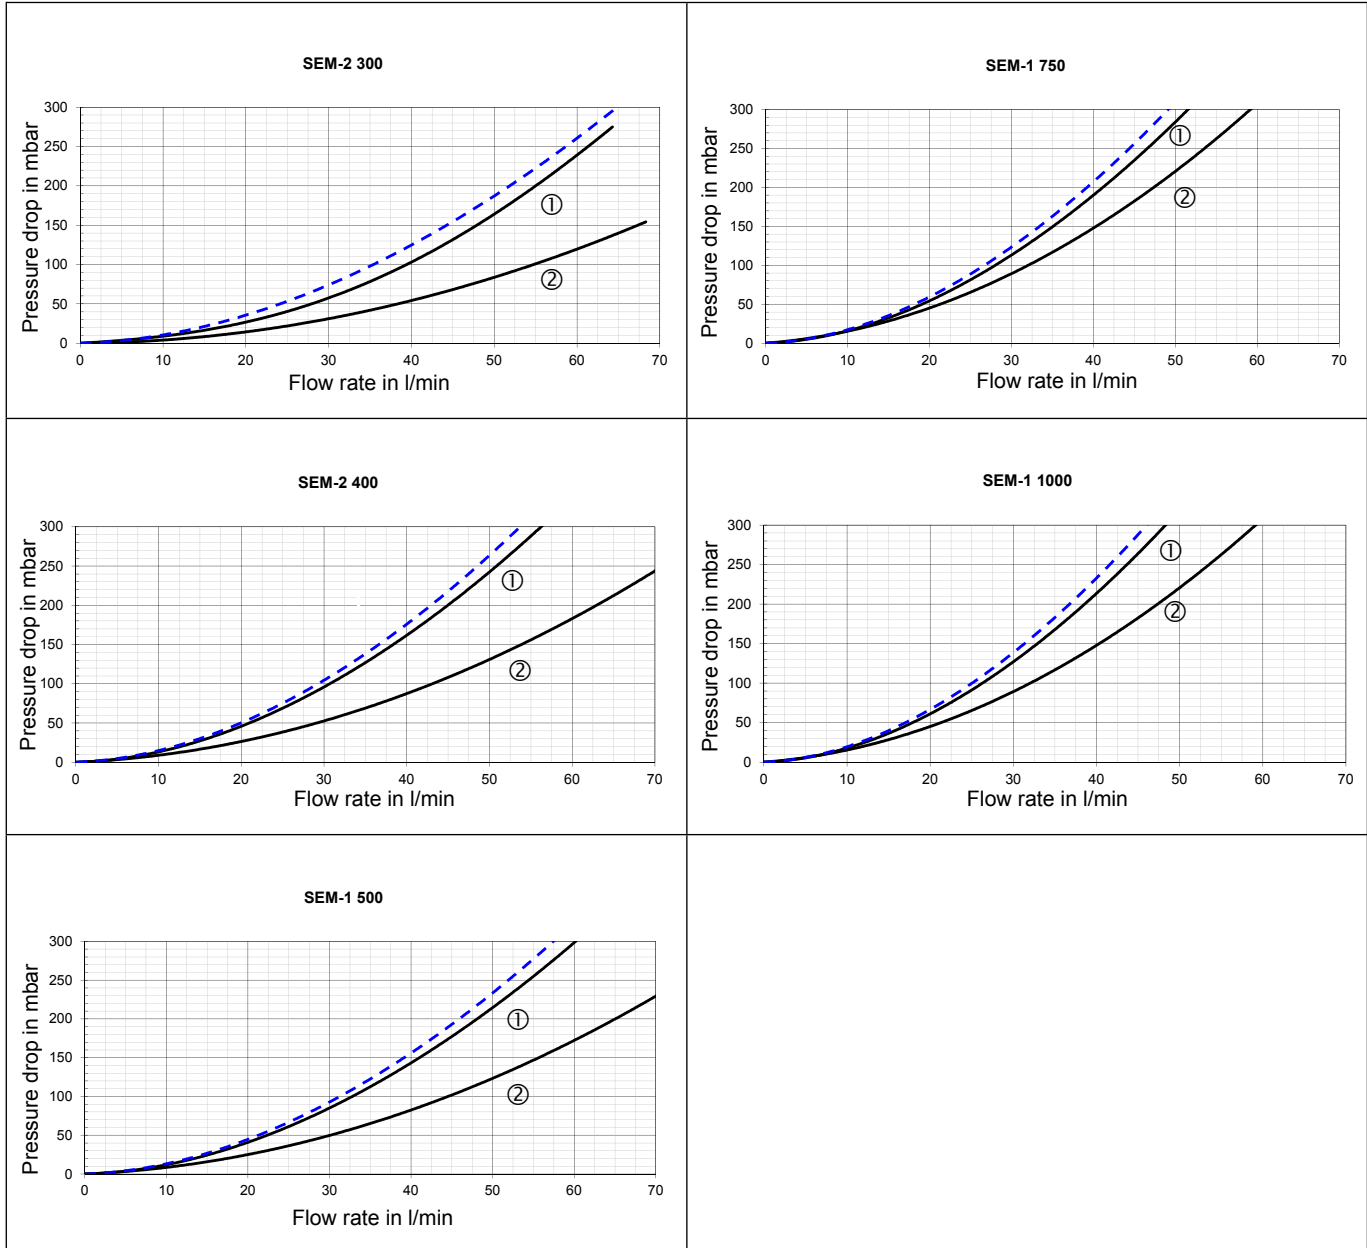 SEM-2 300
300
250
200
150
100
50
0
Pressure drop in mbar
①
②
0 10 20 30 40 50 60 70
Flow rate in l/min
SEM-1 750
300
250
200
150
100
50
0
Pressure drop in mbar
①
②
0 10 20 30 40 50 60 70
Flow rate in l/min
SEM-2 400
300
250
200
150
100
50
0
Pressure drop in mbar
①
②
0 10 20 30 40 50 60 70
Flow rate in l/min
SEM-1 1000
300
250
200
150
100
50
0
Pressure drop in mbar
①
②
0 10 20 30 40 50 60 70
Flow rate in l/min
SEM-1 500
300
250
200
150
100
50
0
Pressure drop in mbar
①
②
0 10 20 30 40 50 60 70
Flow rate in l/min